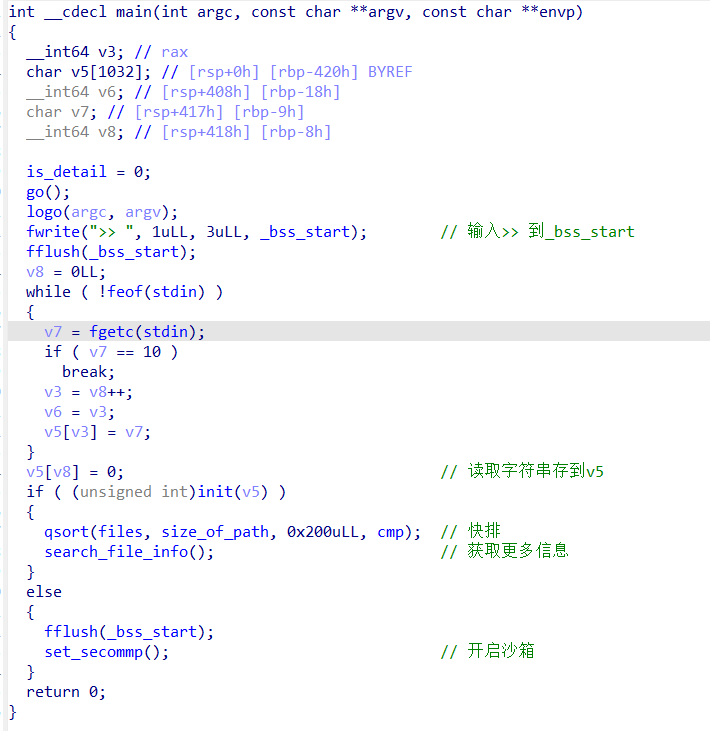 int __cdecl main(int argc, const char **argv, const char **envp)
{
  __int64 v3; // rax
  char v5[1032]; // [rsp+0h] [rbp-420h] BYREF
  __int64 v6; // [rsp+408h] [rbp-18h]
  char v7; // [rsp+417h] [rbp-9h]
  __int64 v8; // [rsp+418h] [rbp-8h]

  is_detail = 0;
  go();
  logo(argc, argv);
  fwrite(">> ", 1uLL, 3uLL, _bss_start);        // 输入>> 到_bss_start
  fflush(_bss_start);
  v8 = 0LL;
  while ( !feof(stdin) )
  {
    v7 = fgetc(stdin);
    if ( v7 == 10 )
      break;
    v3 = v8++;
    v6 = v3;
    v5[v3] = v7;
  }
  v5[v8] = 0;                                   // 读取字符串存到v5
  if ( (unsigned int)init(v5) )
  {
    qsort(files, size_of_path, 0x200uLL, cmp);  // 快排
    search_file_info();                         // 获取更多信息
  }
  else
  {
    fflush(_bss_start);
    set_secommp();                              // 开启沙箱
  }
  return 0;
}